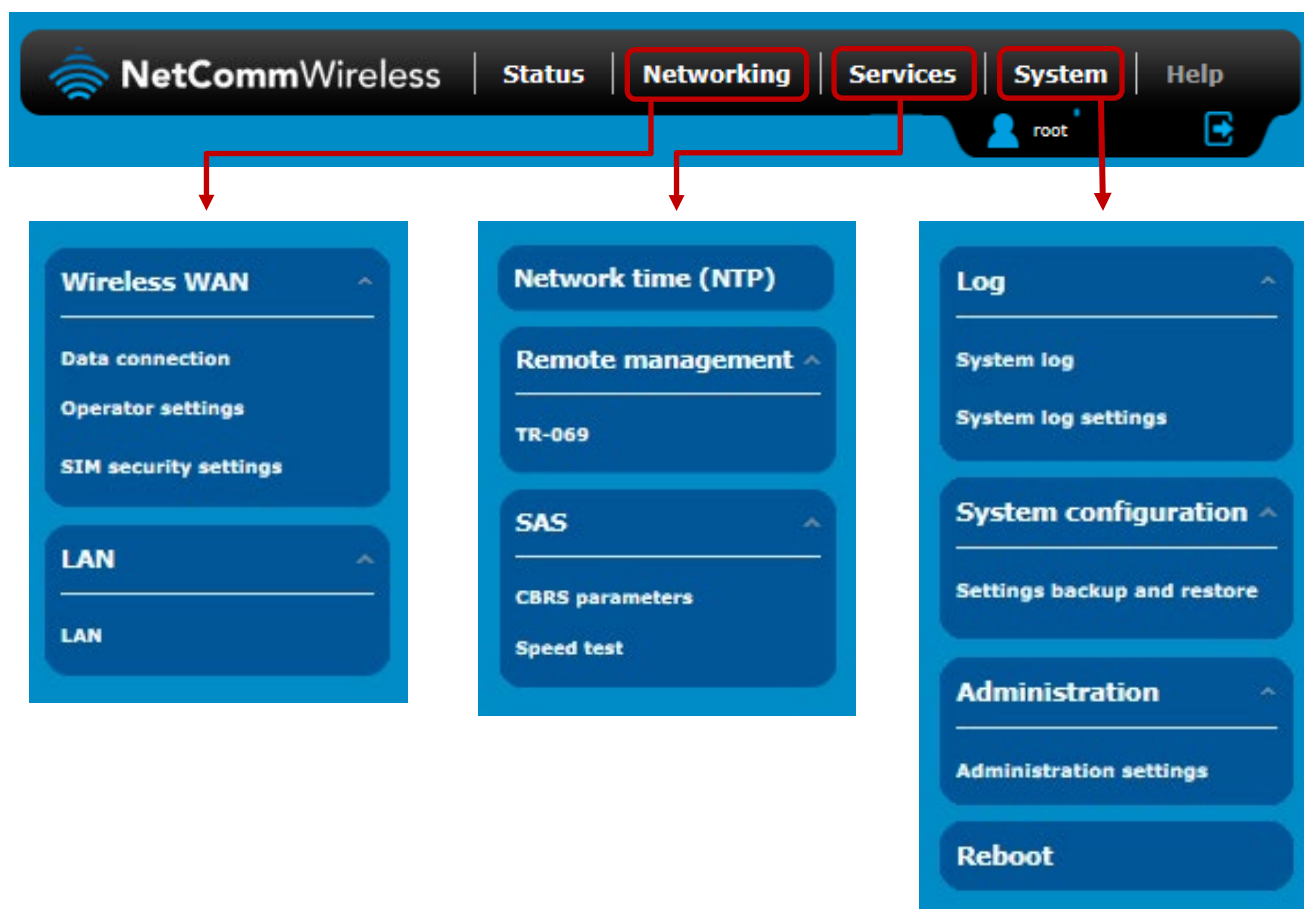 NetCommWireless Status Networking Services System Help
root
Wireless WAN
Data connection
Operator settings
SIM security settings
LAN
LAN
Network time (NTP)
Remote management
TR-069
SAS
CBRS parameters
Speed test
Log
System log
System log settings
System configuration
Settings backup and restore
Administration
Administration settings
Reboot